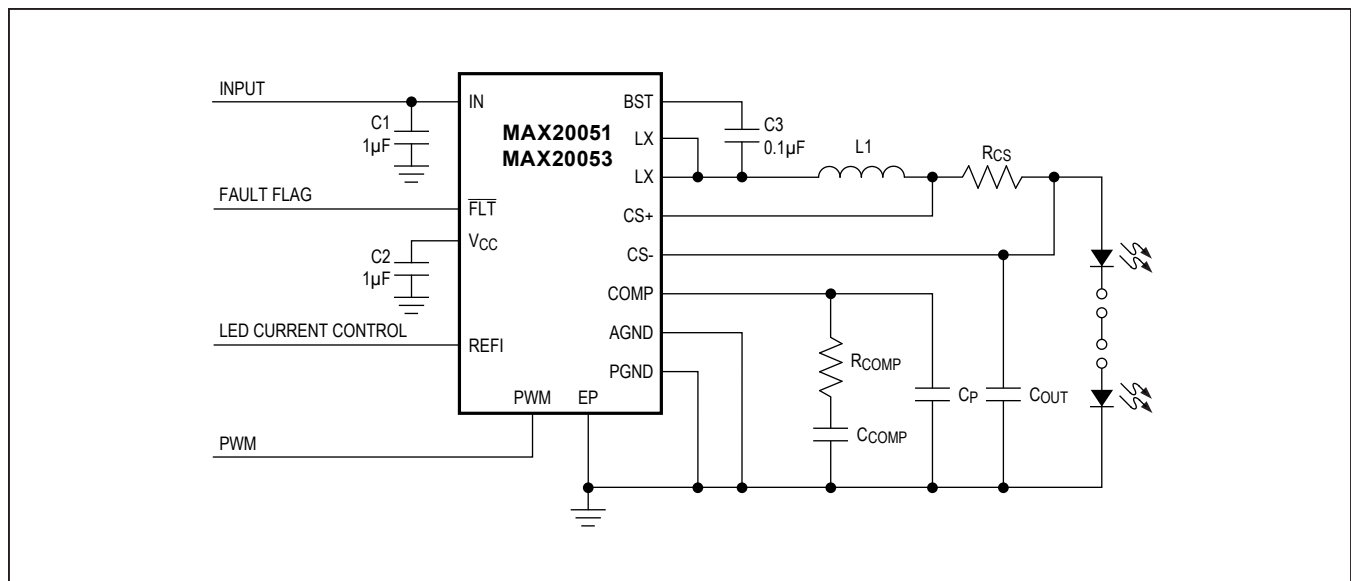 INPUT
C1
1µF
FAULT FLAG
C2
1µF
LED CURRENT CONTROL
PWM
IN
FLT
VCC
REFI
PWM
EP
MAX20051
MAX20053
BST
LX
LX
CS+
CS-
COMP
AGND
PGND
C3
0.1µF
L1
RCS
RCOMP
CCOMP
CP
COUT